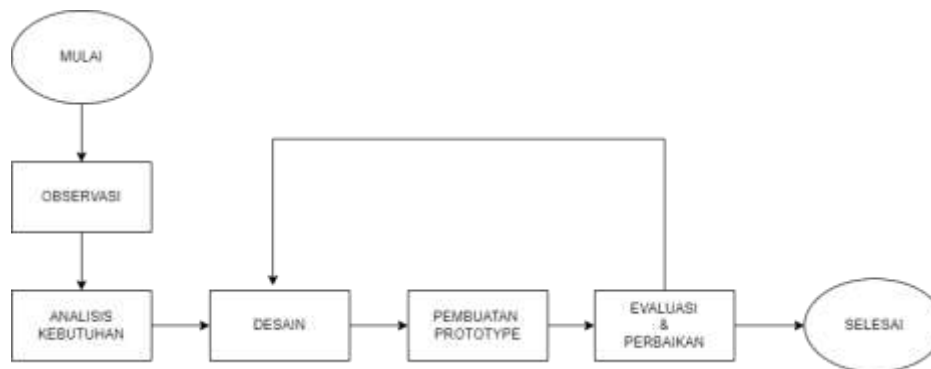 MULAI
OBSERVASI
ANALISIS
KEBUTUHAN
DESAIN
PEMBUATAN
PROTOTYPE
EVALUASI
&
PERBAIKAN
SELESAI